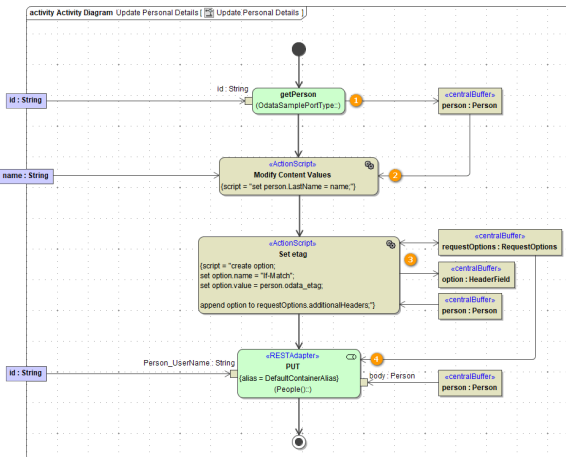 activity Activity Diagram Update Personal Details [ Update Personal Details ]
id : String
id : String
getPerson
(OdataSamplePortType::)
1
«centralBuffer»
person : Person
name : String
«ActionScript»
Modify Content Values
{script = "set person.LastName = name;"}
2
«ActionScript»
Set etag
{script = "create option;
set option.name = "If-Match";
set option.value = person.odata_etag;
append option to requestOptions.additionalHeaders;"}
3
«centralBuffer»
requestOptions : RequestOptions
«centralBuffer»
option : HeaderField
«centralBuffer»
person : Person
4
id : String
Person_UserName : String
«RESTAdapter»
PUT
{alias = DefaultContainerAlias}
(People()::)
body : Person
«centralBuffer»
person : Person